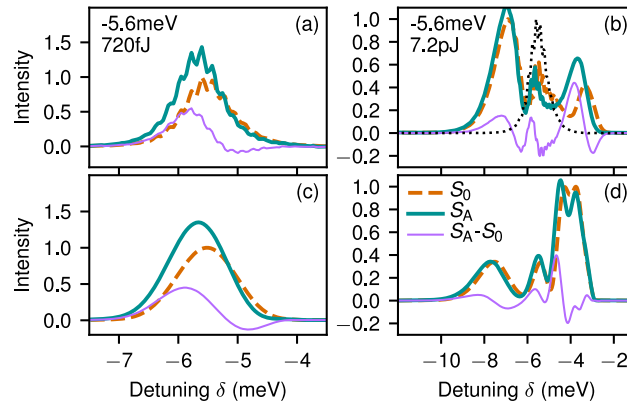 -5.6meV
720fJ
(a)
1.5
1.0
0.5
0.0
Intensity
-5.6meV
7.2pJ
(b)
1.0
0.8
0.6
0.4
0.2
0.0
−0.2
(c)
1.5
1.0
0.5
0.0
Intensity
−7 −6 −5 −4
Detuning δ (meV)
S₀
S_A
S_A-S₀
(d)
1.0
0.8
0.6
0.4
0.2
0.0
−0.2
−10 −8 −6 −4 −2
Detuning δ (meV)